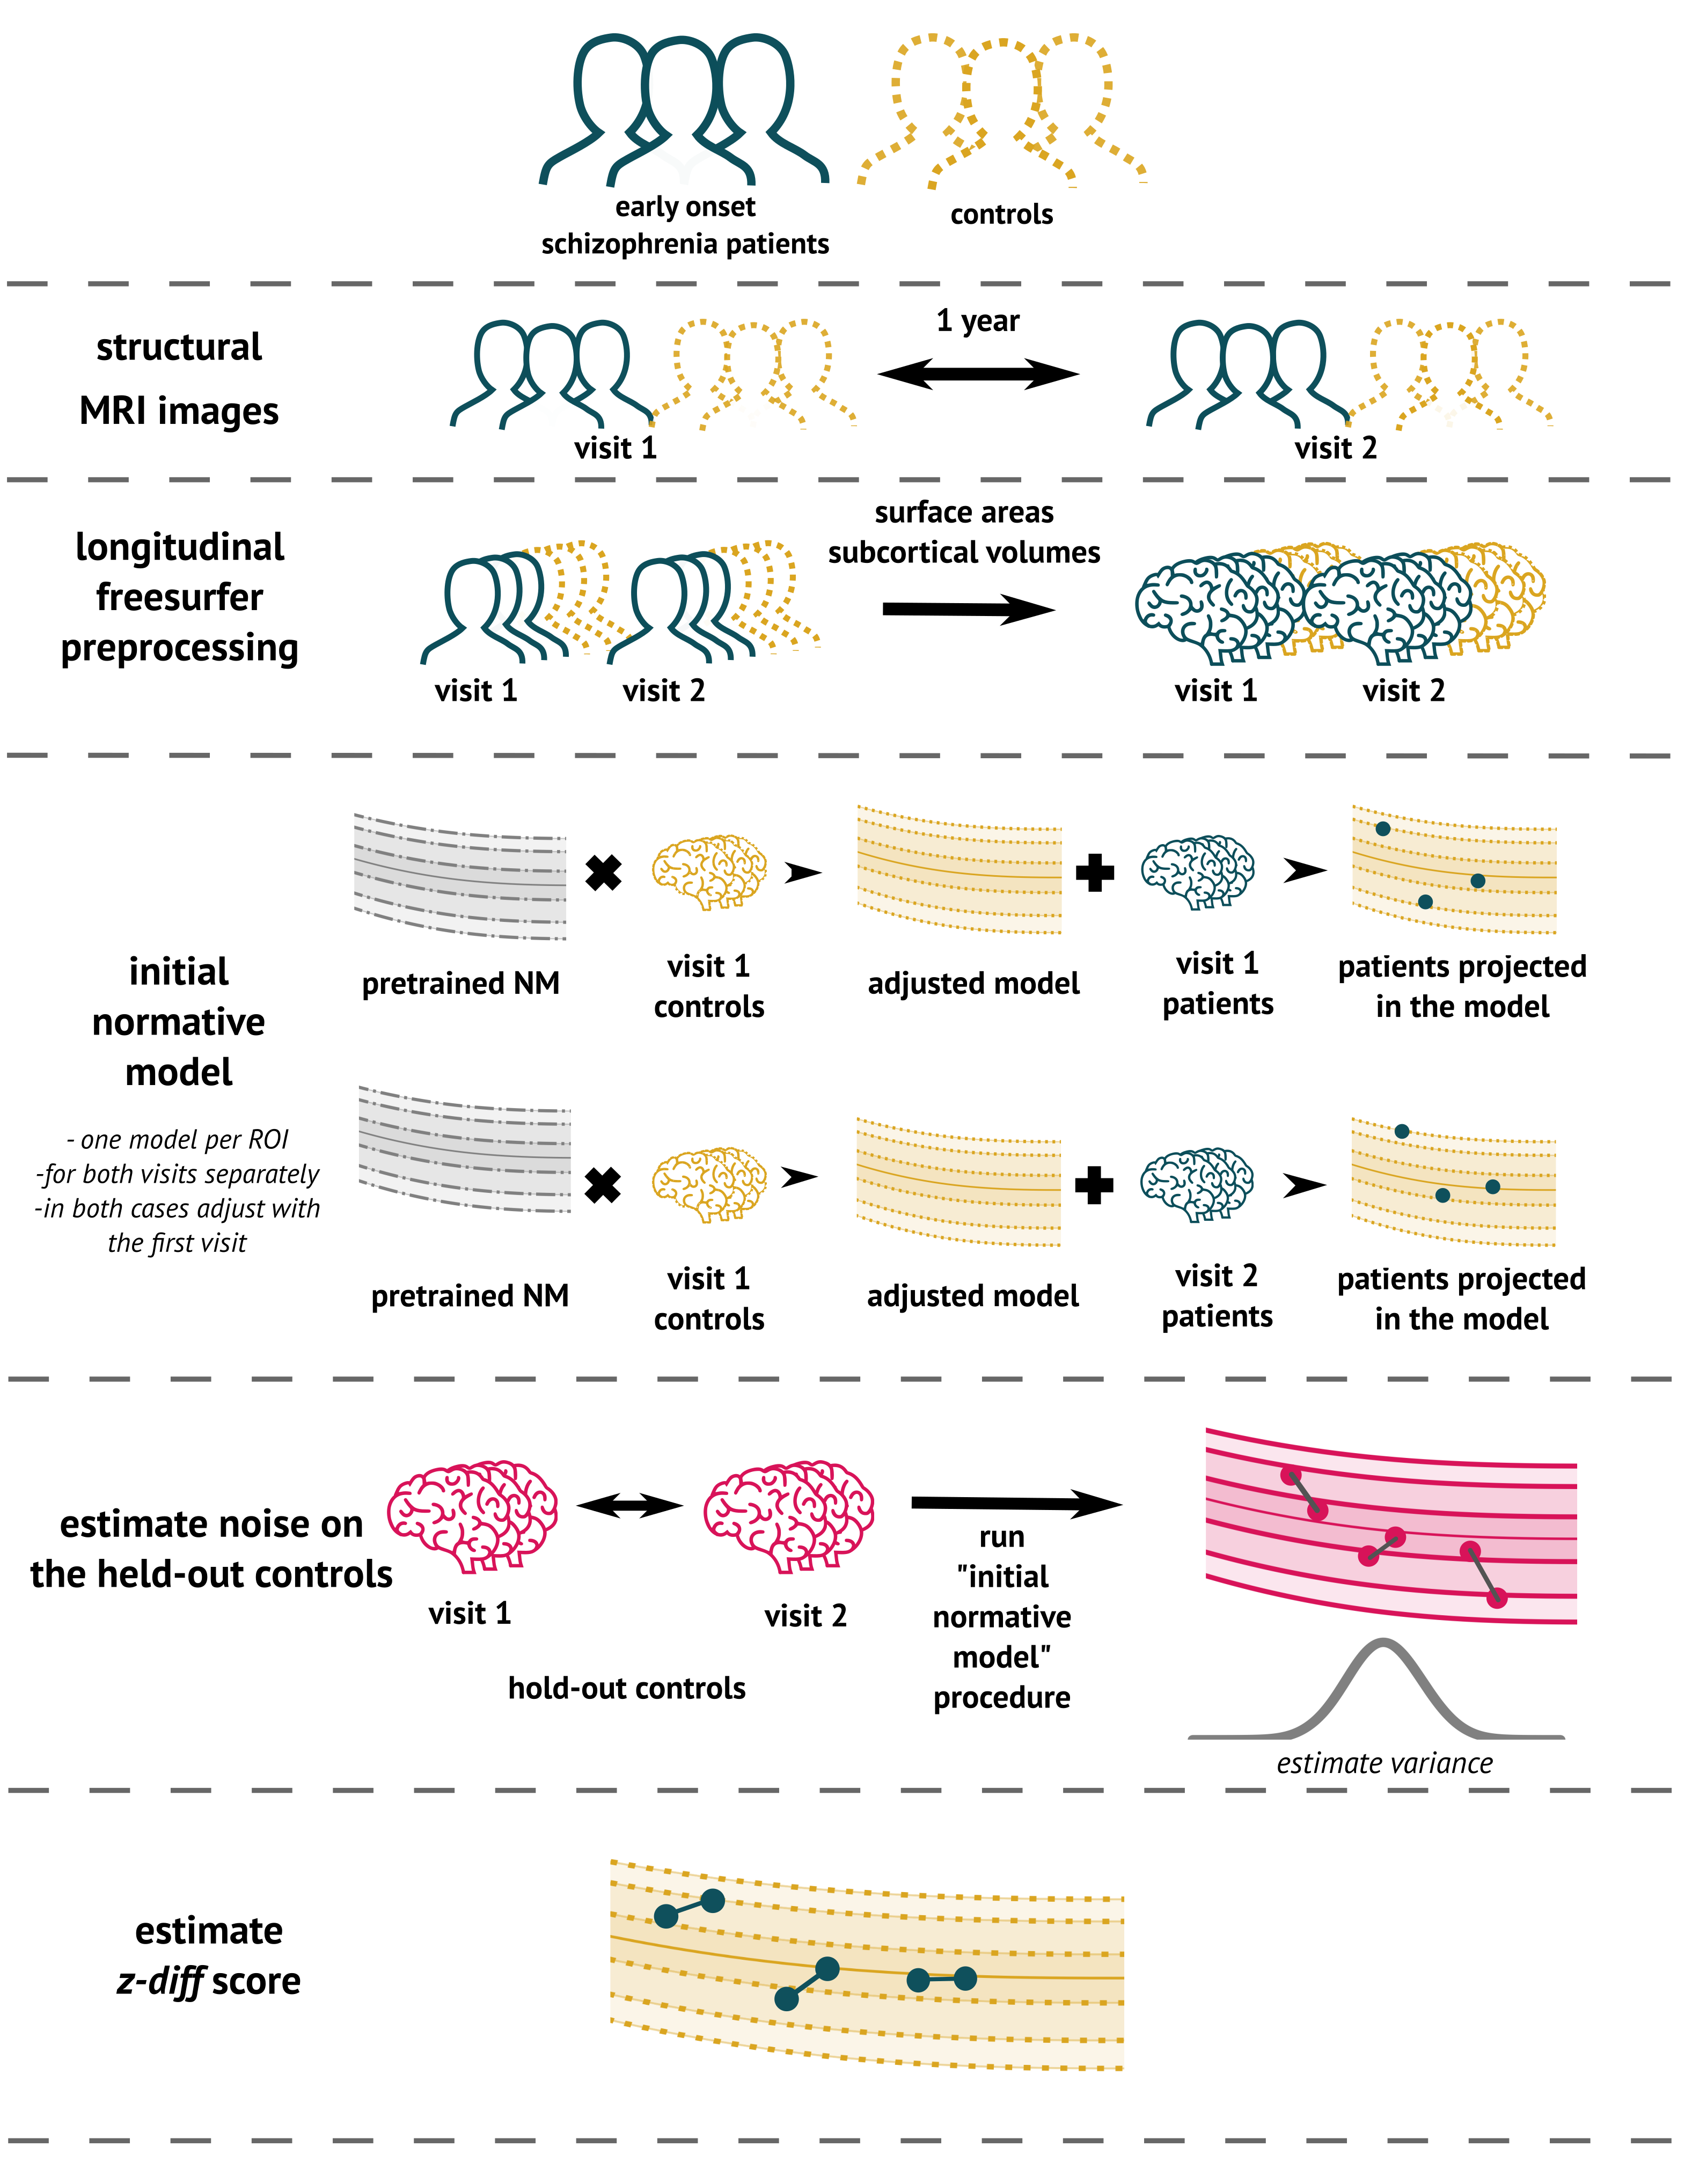 early onset
schizophrenia patients
controls
structural
MRI images
1 year
visit 1
visit 2
longitudinal
freesurfer
preprocessing
surface areas
subcortical volumes
visit 1
visit 2
visit 1
visit 2
initial
normative
model
- one model per ROI
-for both visits separately
-in both cases adjust with
the first visit
pretrained NM
visit 1
controls
adjusted model
visit 1
patients
patients projected
in the model
pretrained NM
visit 1
controls
adjusted model
visit 2
patients
patients projected
in the model
estimate noise on
the held-out controls
visit 1
visit 2
hold-out controls
run
"initial
normative
model"
procedure
estimate variance
estimate
z-diff score